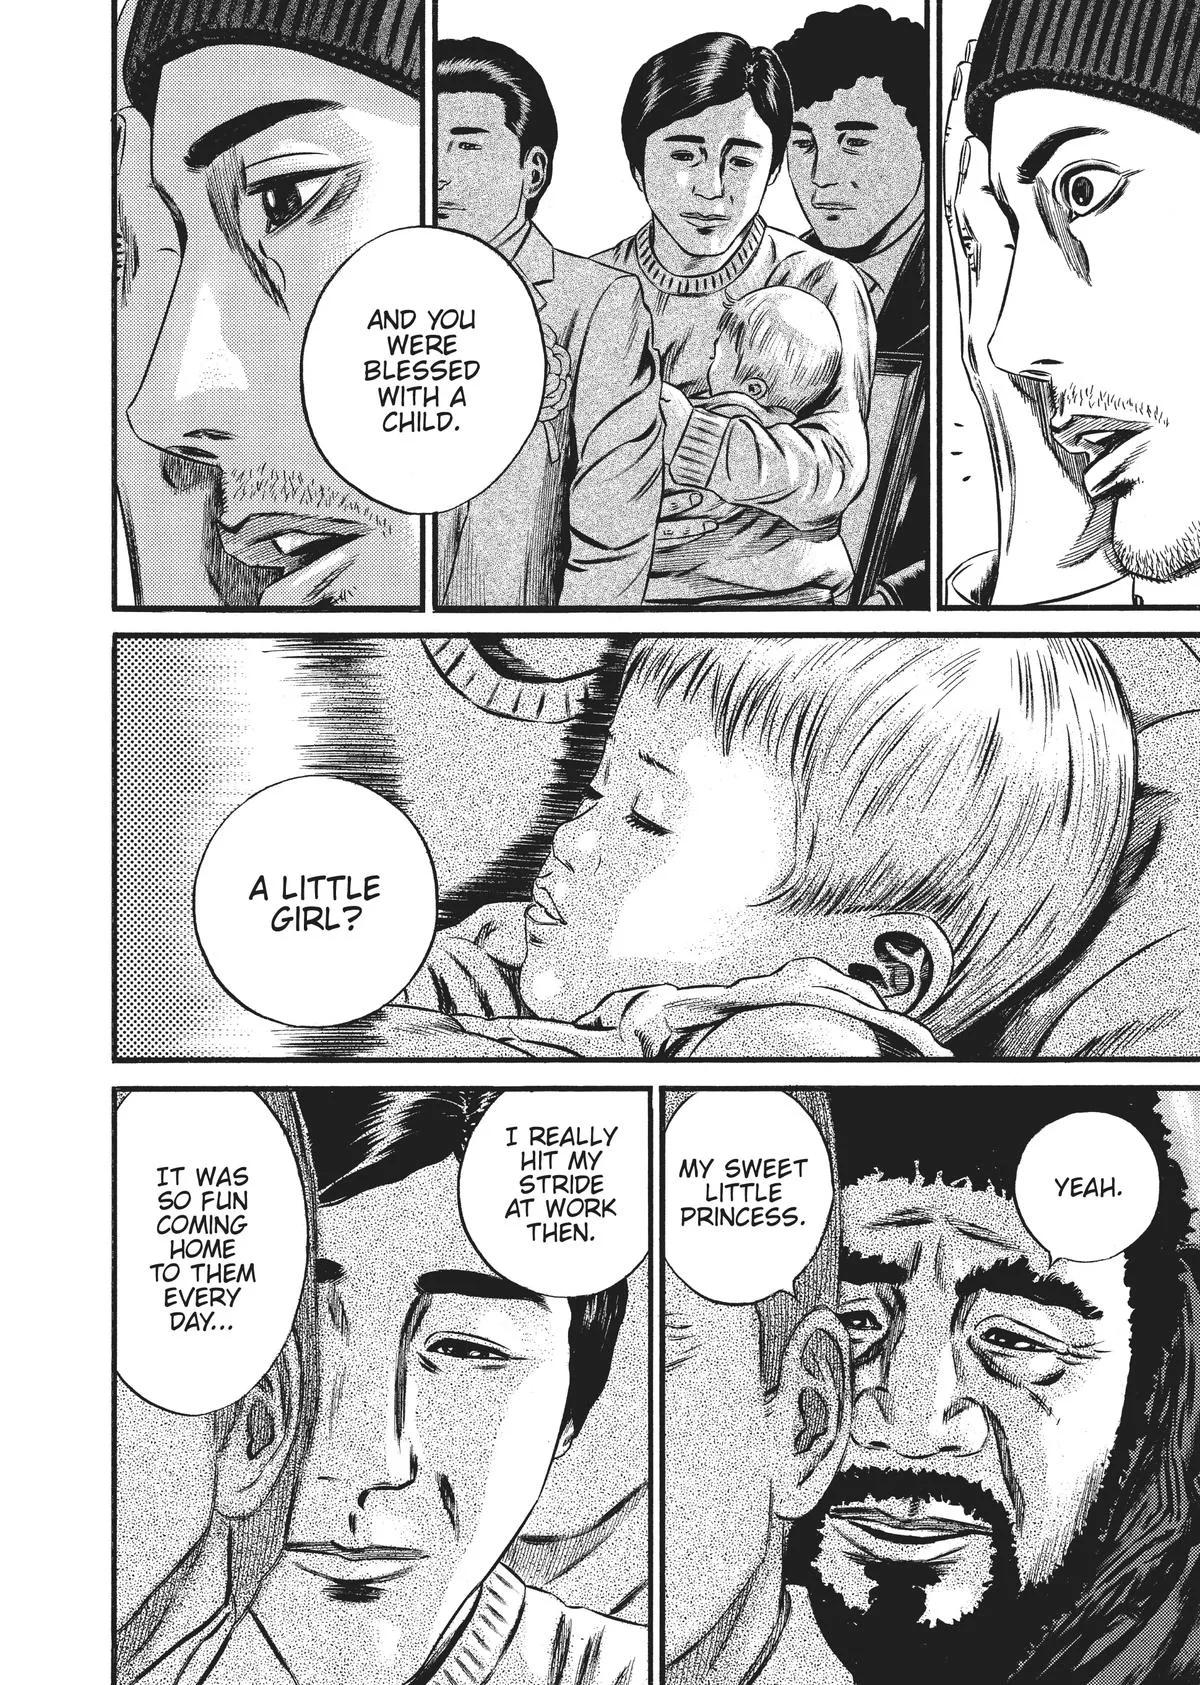 AND YOU
WERE
BLESSED
WITH A
CHILD.
A LITTLE
GIRL?
YEAH.
MY SWEET
LITTLE
PRINCESS.
I REALLY
HIT MY
STRIDE
AT WORK
THEN.
IT WAS
SO FUN
COMING
HOME
TO THEM
EVERY
DAY...